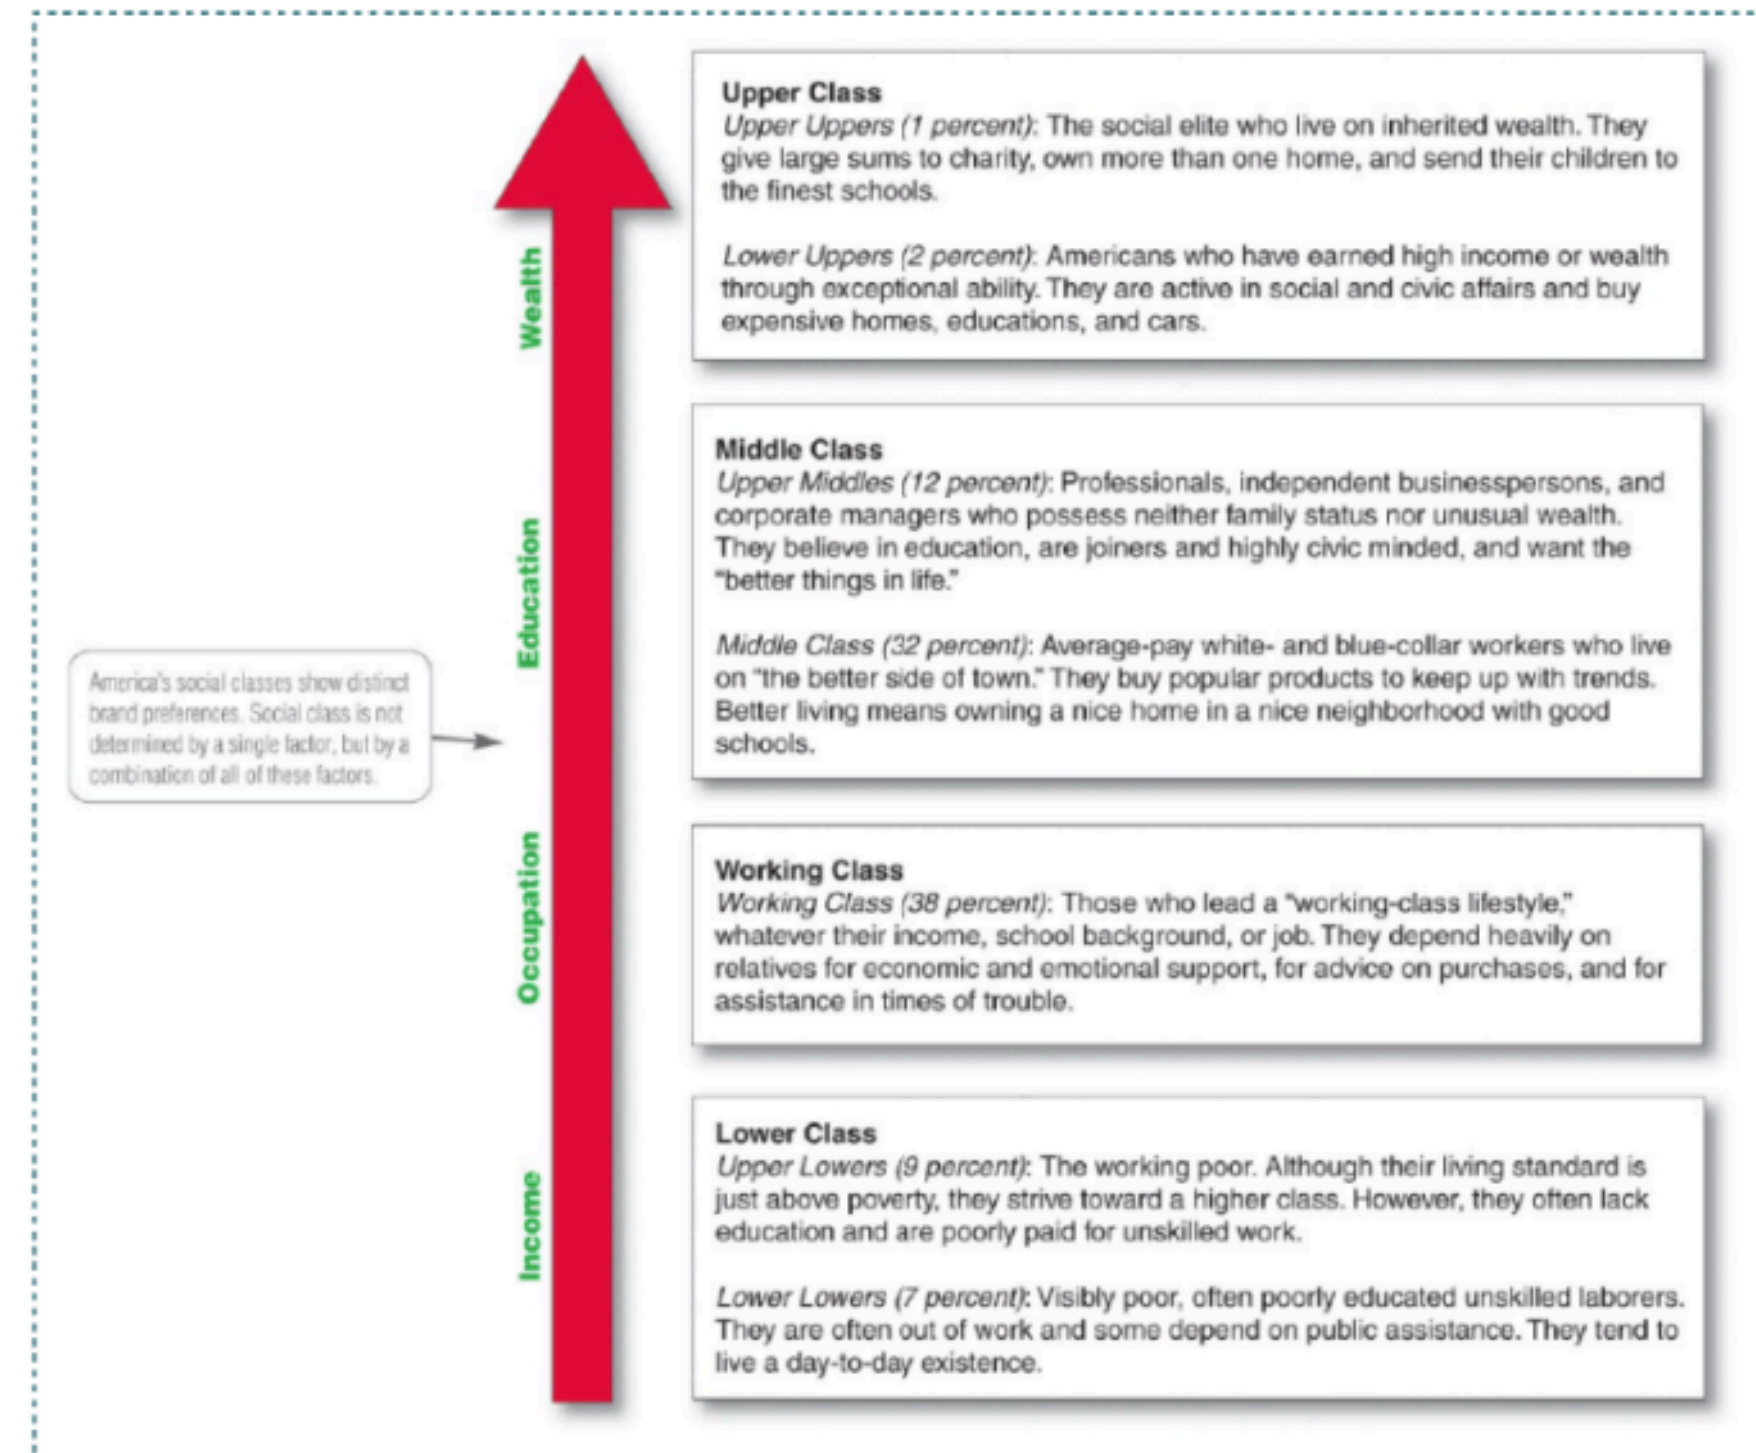 Upper Class
Upper Uppers (1 percent): The social elite who live on inherited wealth. They
give large sums to charity, own more than one home, and send their children to
the finest schools.
Lower Uppers (2 percent): Americans who have earned high income or wealth
through exceptional ability. They are active in social and civic affairs and buy
expensive homes, educations, and cars.
Wealth
Middle Class
Upper Middles (12 percent): Professionals, independent businesspersons, and
corporate managers who possess neither family status nor unusual wealth.
They believe in education, are joiners and highly civic minded, and want the
"better things in life."
Middle Class (32 percent): Average-pay white- and blue-collar workers who live
on "the better side of town." They buy popular products to keep up with trends.
Better living means owning a nice home in a nice neighborhood with good
schools.
Education
America's social classes show distinct
brand preferences. Social class is not
determined by a single factor, but by a
combination of all of these factors.
Occupation
Working Class
Working Class (38 percent): Those who lead a "working-class lifestyle,"
whatever their income, school background, or job. They depend heavily on
relatives for economic and emotional support, for advice on purchases, and for
assistance in times of trouble.
Income
Lower Class
Upper Lowers (9 percent): The working poor. Although their living standard is
just above poverty, they strive toward a higher class. However, they often lack
education and are poorly paid for unskilled work.
Lower Lowers (7 percent): Visibly poor, often poorly educated unskilled laborers.
They are often out of work and some depend on public assistance. They tend to
live a day-to-day existence.